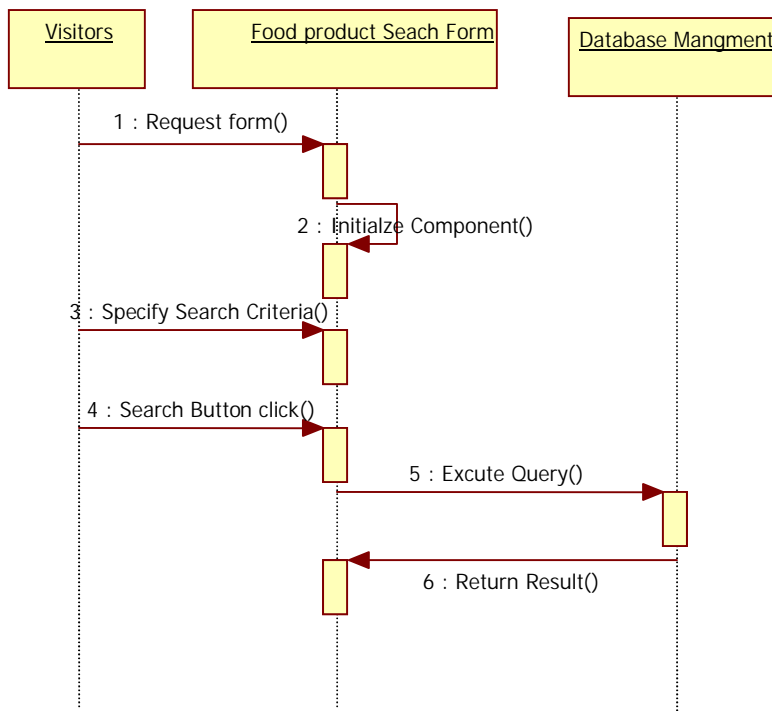 Visitors
Food product Seach Form
Database Mangment
1 : Request form()
2 : Initialze Component()
3 : Specify Search Criteria()
4 : Search Button click()
5 : Excute Query()
6 : Return Result()